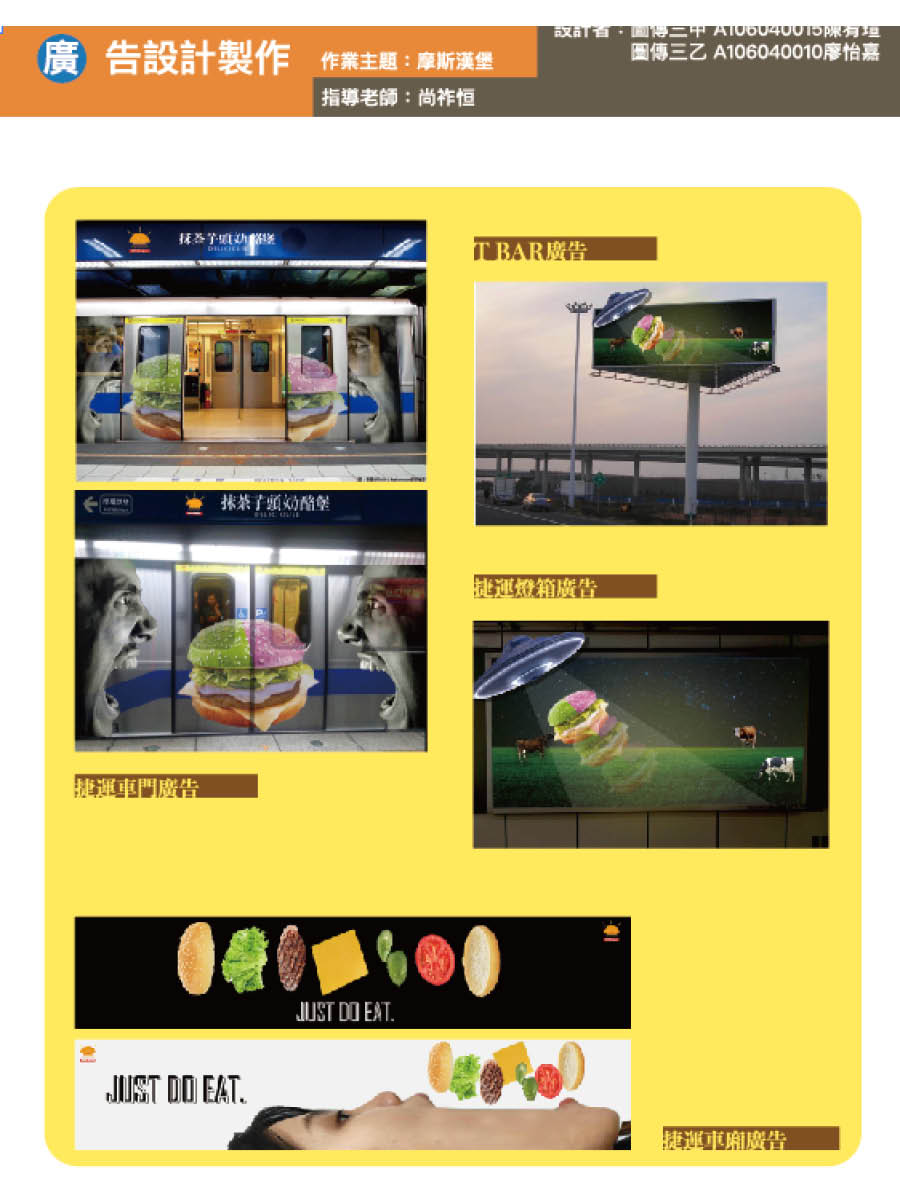 廣告設計製作
作業主題：摩斯漢堡
指導老師：尚祚恒
設計者：圖傳三甲 A106040015陳宥瑄
圖傳三乙 A106040010廖怡嘉
抹茶芋頭効酪堡
抹茶芋頭効酪堡
捷運車門廣告
T BAR廣告
捷運燈箱廣告
JUST DO EAT.
JUST DO EAT.
捷運車廂廣告